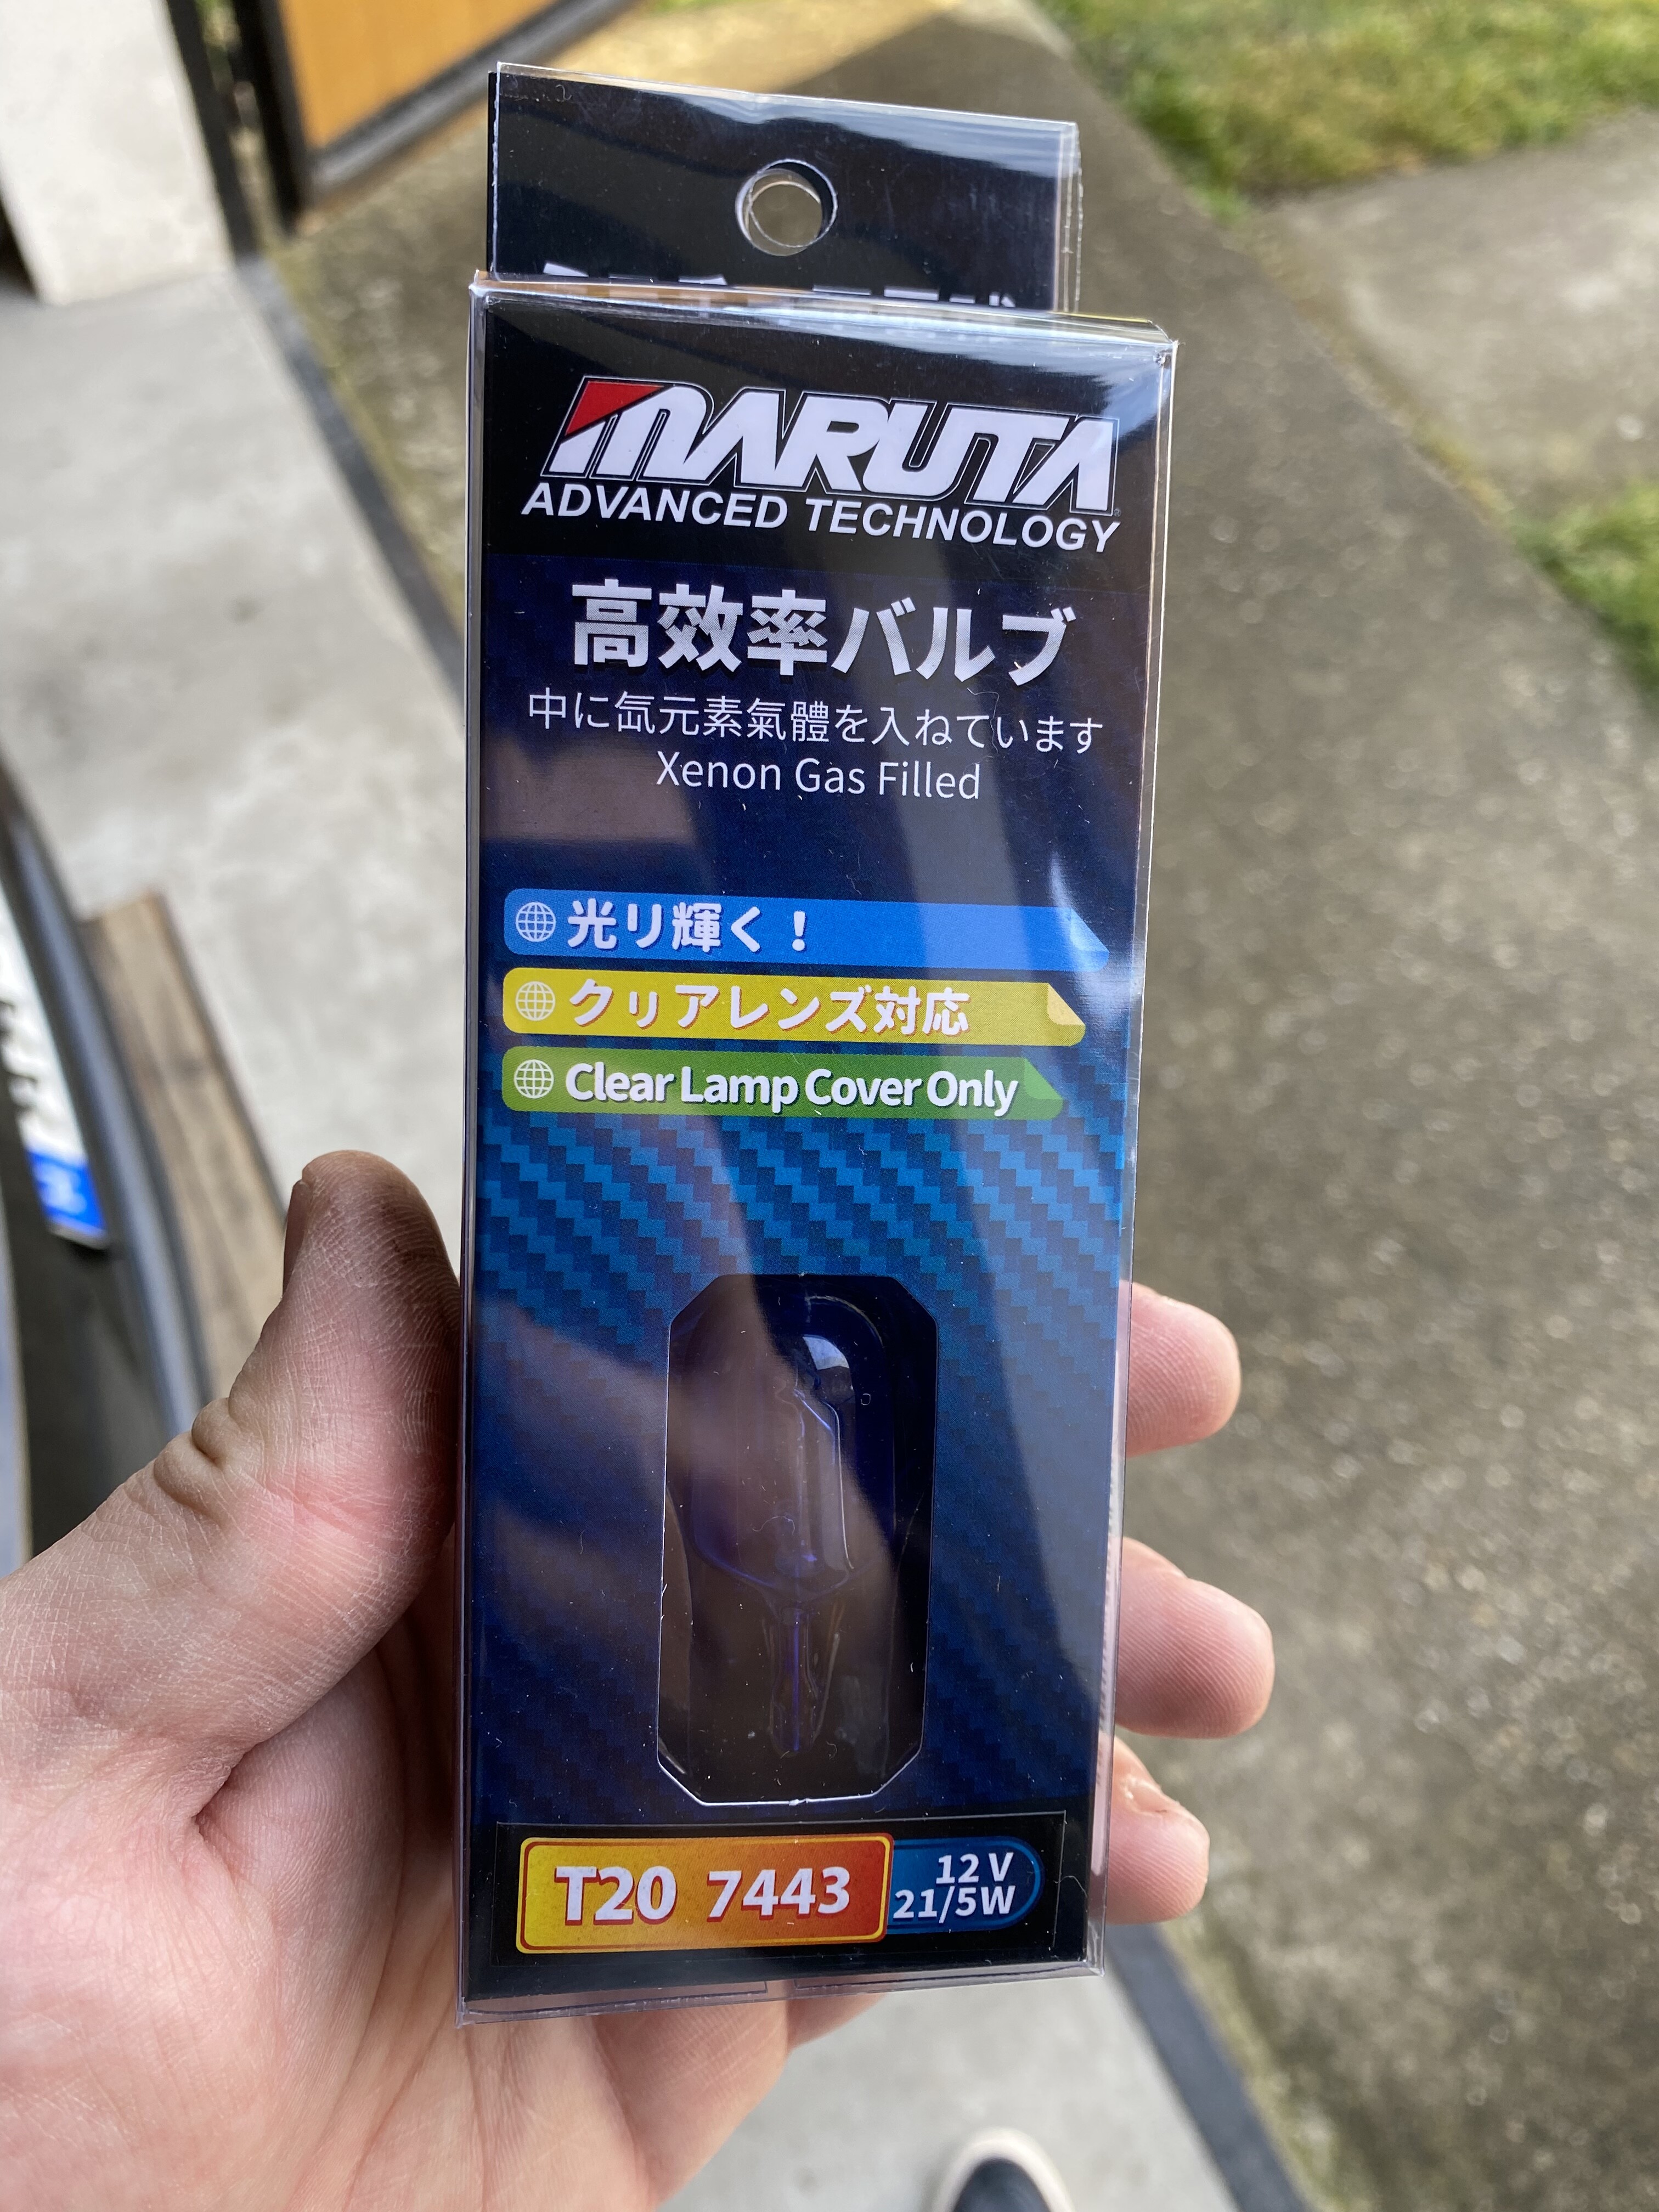 MARUTA
ADVANCED TECHNOLOGY
高效率バルブ
中に氙元素氣體を入ねています
Xenon Gas Filled
光リ輝く！
クリアレンズ対応
Clear Lamp Cover Only
T20 7443
12V
21/5W